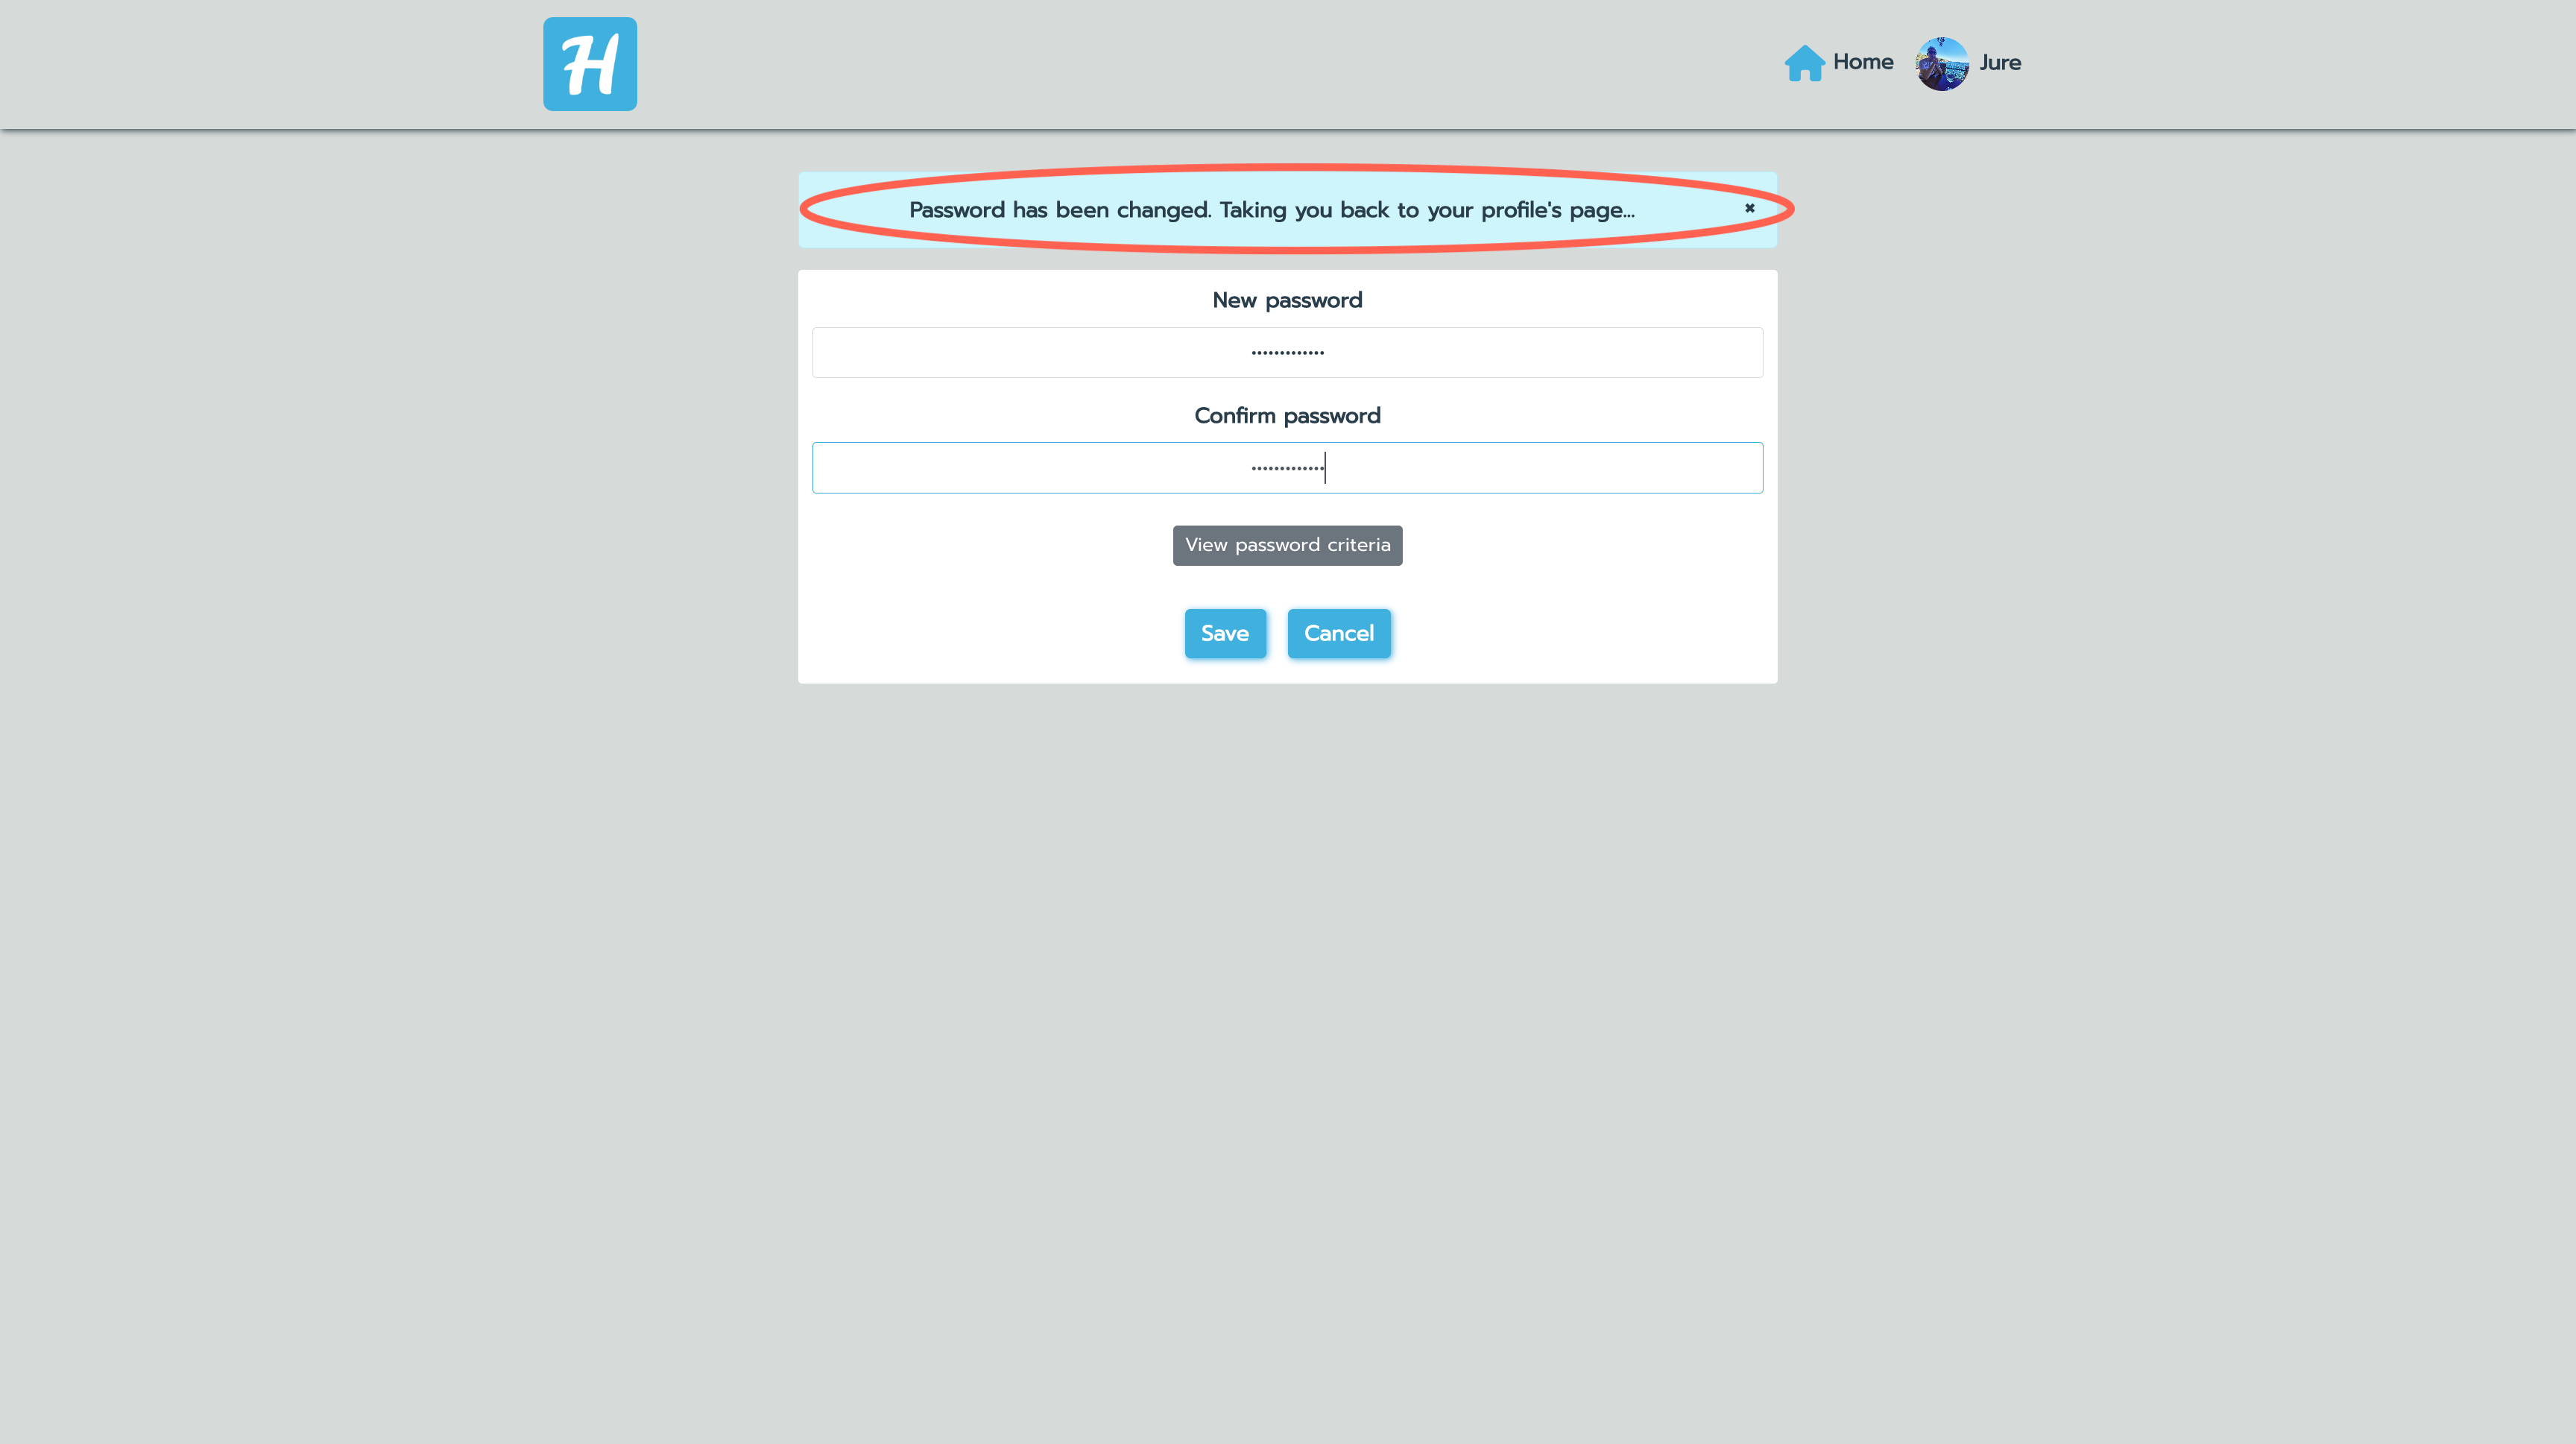 H
Home
Jure
Password has been changed. Taking you back to your profile's page...
New password
•••••••••••••
Confirm password
•••••••••••••
View password criteria
Save
Cancel